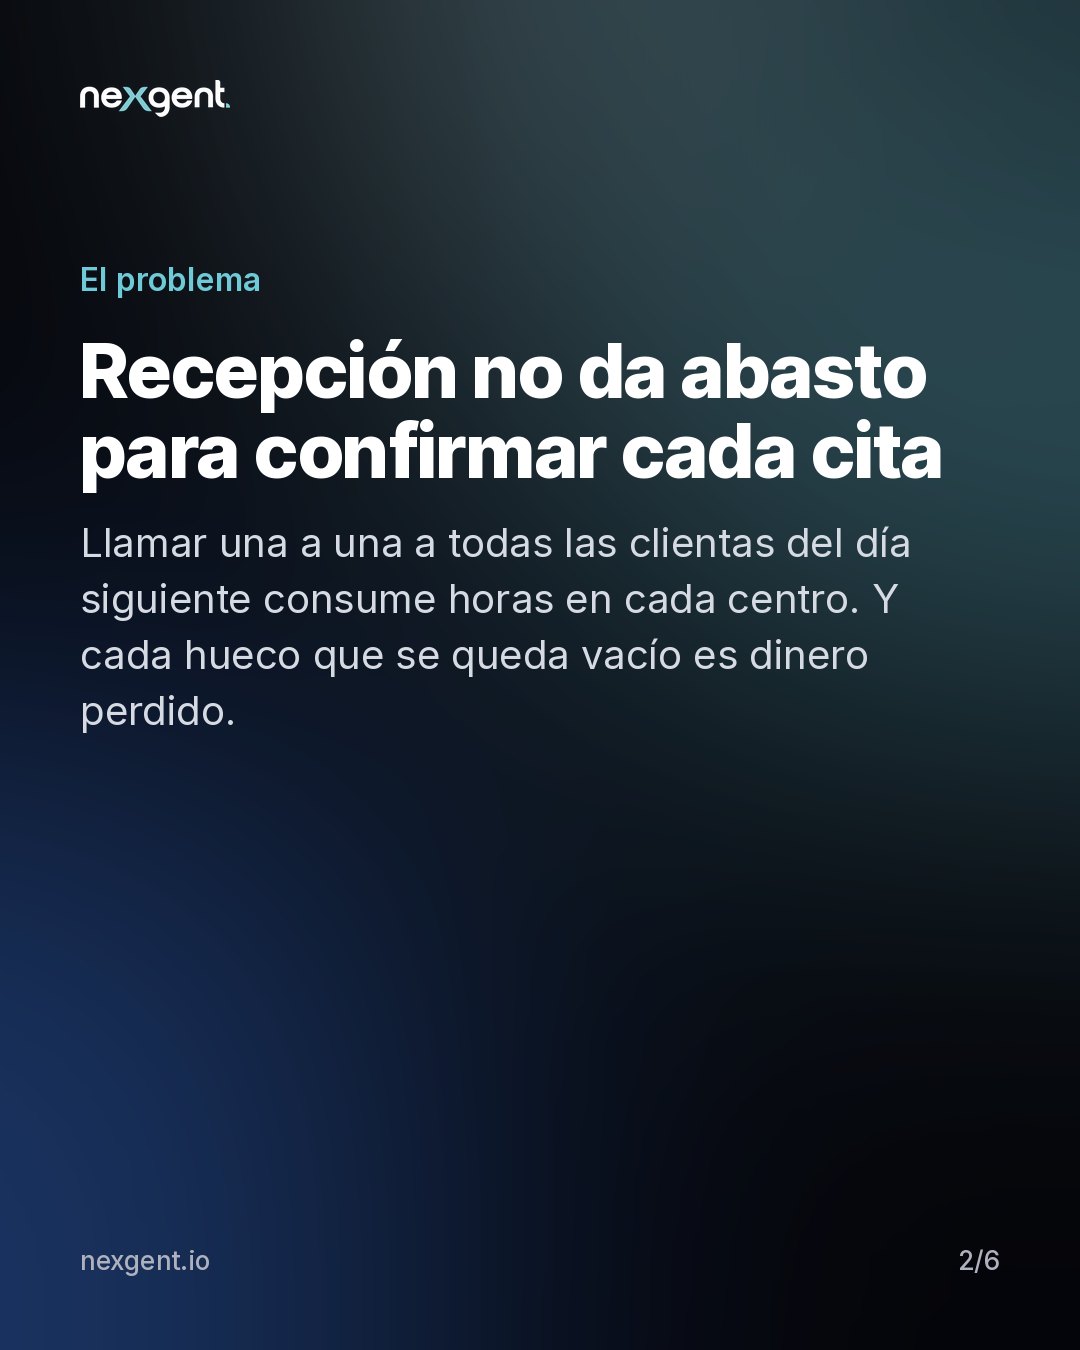 nexgent.
El problema
Recepción no da abasto
para confirmar cada cita
Llamar una a una a todas las clientas del día
siguiente consume horas en cada centro. Y
cada hueco que se queda vacío es dinero
perdido.
nexgent.io
2/6